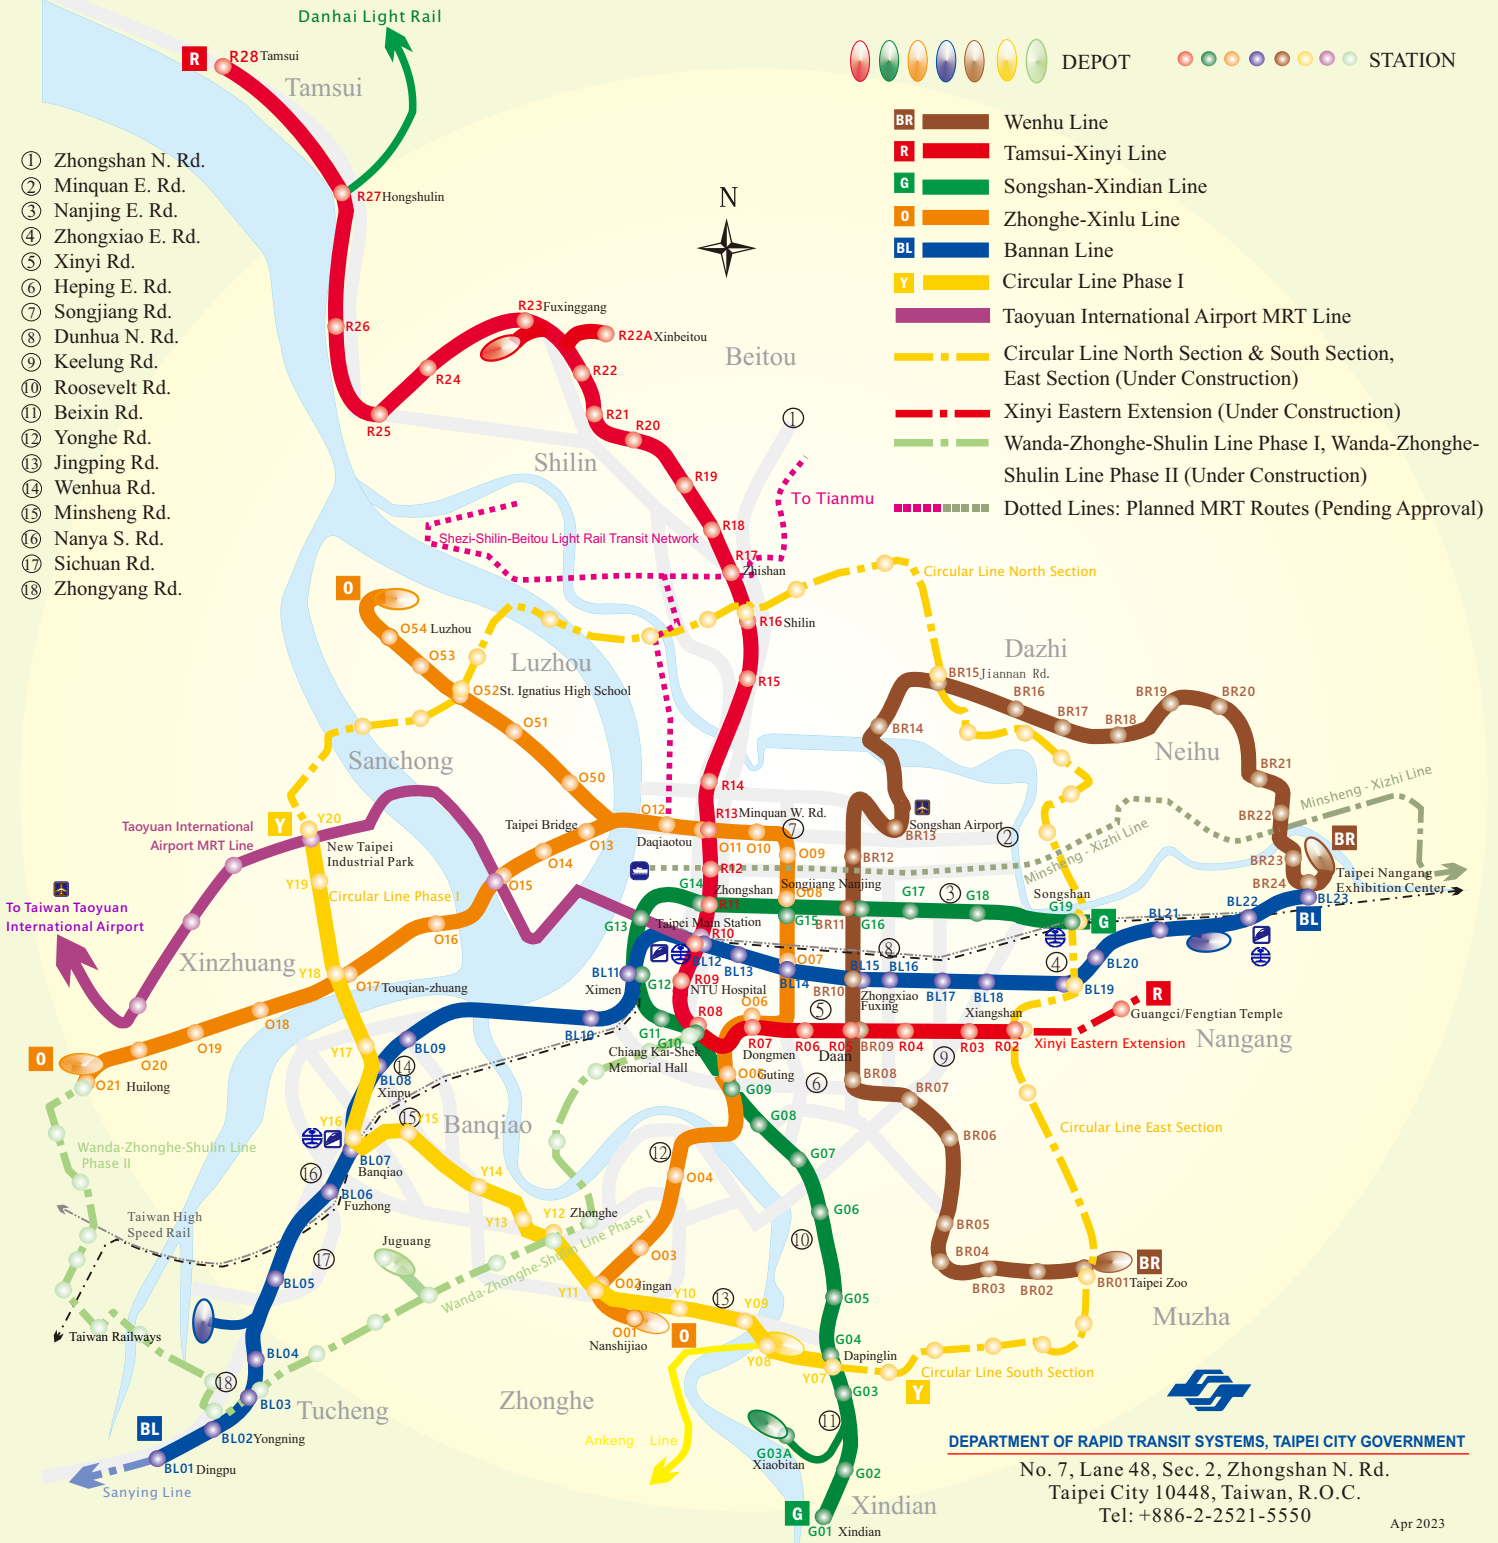 Danhai Light Rail
R
R28 Tamsui
Tamsui
DEPOT
STATION
BR Wenhu Line
R Tamsui-Xinyi Line
G Songshan-Xindian Line
O Zhonghe-Xinlu Line
BL Bannan Line
Y Circular Line Phase I
Taoyuan International Airport MRT Line
Circular Line North Section & South Section,
East Section (Under Construction)
Xinyi Eastern Extension (Under Construction)
Wanda-Zhonghe-Shulin Line Phase I, Wanda-Zhonghe-
Shulin Line Phase II (Under Construction)
Dotted Lines: Planned MRT Routes (Pending Approval)
① Zhongshan N. Rd.
② Minquan E. Rd.
③ Nanjing E. Rd.
④ Zhongxiao E. Rd.
⑤ Xinyi Rd.
⑥ Heping E. Rd.
⑦ Songjiang Rd.
⑧ Dunhua N. Rd.
⑨ Keelung Rd.
⑩ Roosevelt Rd.
⑪ Beixin Rd.
⑫ Yonghe Rd.
⑬ Jingping Rd.
⑭ Wenhua Rd.
⑮ Minsheng Rd.
⑯ Nanya S. Rd.
⑰ Sichuan Rd.
⑱ Zhongyang Rd.
N
R27 Hongshulin
R26
R25
R24
R23 Fuxinggang
R22A Xinbeitou
R22
R21
R20
R19
R18
R17
Zhishan
R16 Shilin
R15
R14
R13 Minquan W. Rd.
R12
Zhongshan
R11
Taipei Main Station
R10
R09
NTU Hospital
R08
R07
Dongmen
R06
R05
Daan
R04
R03
Xiangshan
R02
Xinyi Eastern Extension
R
Guangci/Fengtian Temple
Beitou
①
Shilin
To Tianmu
Shezi-Shilin-Beitou Light Rail Transit Network
Circular Line North Section
Dazhi
Luzhou
Sanchong
Neihu
Xinzhuang
Nangang
Banqiao
Muzha
Zhonghe
Tucheng
Xindian
O
O54 Luzhou
O53
O52 St. Ignatius High School
O51
O50
O12
Daqiaotou
Taipei Bridge
O13
O14
O15
O16
O17 Touqian-zhuang
O18
O19
O20
O21 Huilong
O
O11
O10
⑦
O09
Songjiang Nanjing
O08
O07
O06
O05
Guting
O04
O03
O02 Jingan
O01
Nanshijiao
O
BR15 Jiannan Rd.
BR16
BR17
BR18
BR19
BR20
BR21
BR22
BR23
BR24
BR
Taipei Nangang
Exhibition Center
BR14
Songshan Airport
BR13
②
BR12
BR11
BR10
BR09
BR08
BR07
BR06
BR05
BR04
BR03
BR02
BR01 Taipei Zoo
BR
Minsheng - Xizhi Line
Minsheng - Xizhi Line
Songshan
G19
G
G18
③
G17
G16
G15
G14
G13
G12
G11
G10
Chiang Kai-Shek
Memorial Hall
G09
G08
G07
G06
⑩
G05
G04
Dapinglin
G03
⑪
G03A
Xiaobitan
G02
G
G01 Xindian
BL23
BL
BL22
BL21
BL20
BL19
④
BL18
BL17
BL16
BL15
⑧
Zhongxiao
Fuxing
BL14
BL13
BL12
BL11
Ximen
BL10
BL09
⑭
BL08
Xinpu
BL07
Banqiao
BL06
Fuzhong
⑯
⑰
BL05
BL04
⑱
BL03
BL02 Yongning
BL
BL01 Dingpu
Sanying Line
⑤
⑥
⑨
⑫
⑬
⑮
Y
Y20
New Taipei
Industrial Park
Y19
Circular Line Phase I
Y18
Y17
Y16
Y15
Y14
Y13
Y12
Zhonghe
Y11
Y10
Y09
Y08
Y07
Y
Circular Line South Section
Circular Line East Section
Taoyuan International
Airport MRT Line
To Taiwan Taoyuan
International Airport
Wanda-Zhonghe-Shulin Line
Phase II
Wanda-Zhonghe-Shulin Line Phase I
Taiwan High
Speed Rail
Taiwan Railways
Juguang
Ankeng Line
DEPARTMENT OF RAPID TRANSIT SYSTEMS, TAIPEI CITY GOVERNMENT
No. 7, Lane 48, Sec. 2, Zhongshan N. Rd.
Taipei City 10448, Taiwan, R.O.C.
Tel: +886-2-2521-5550
Apr 2023